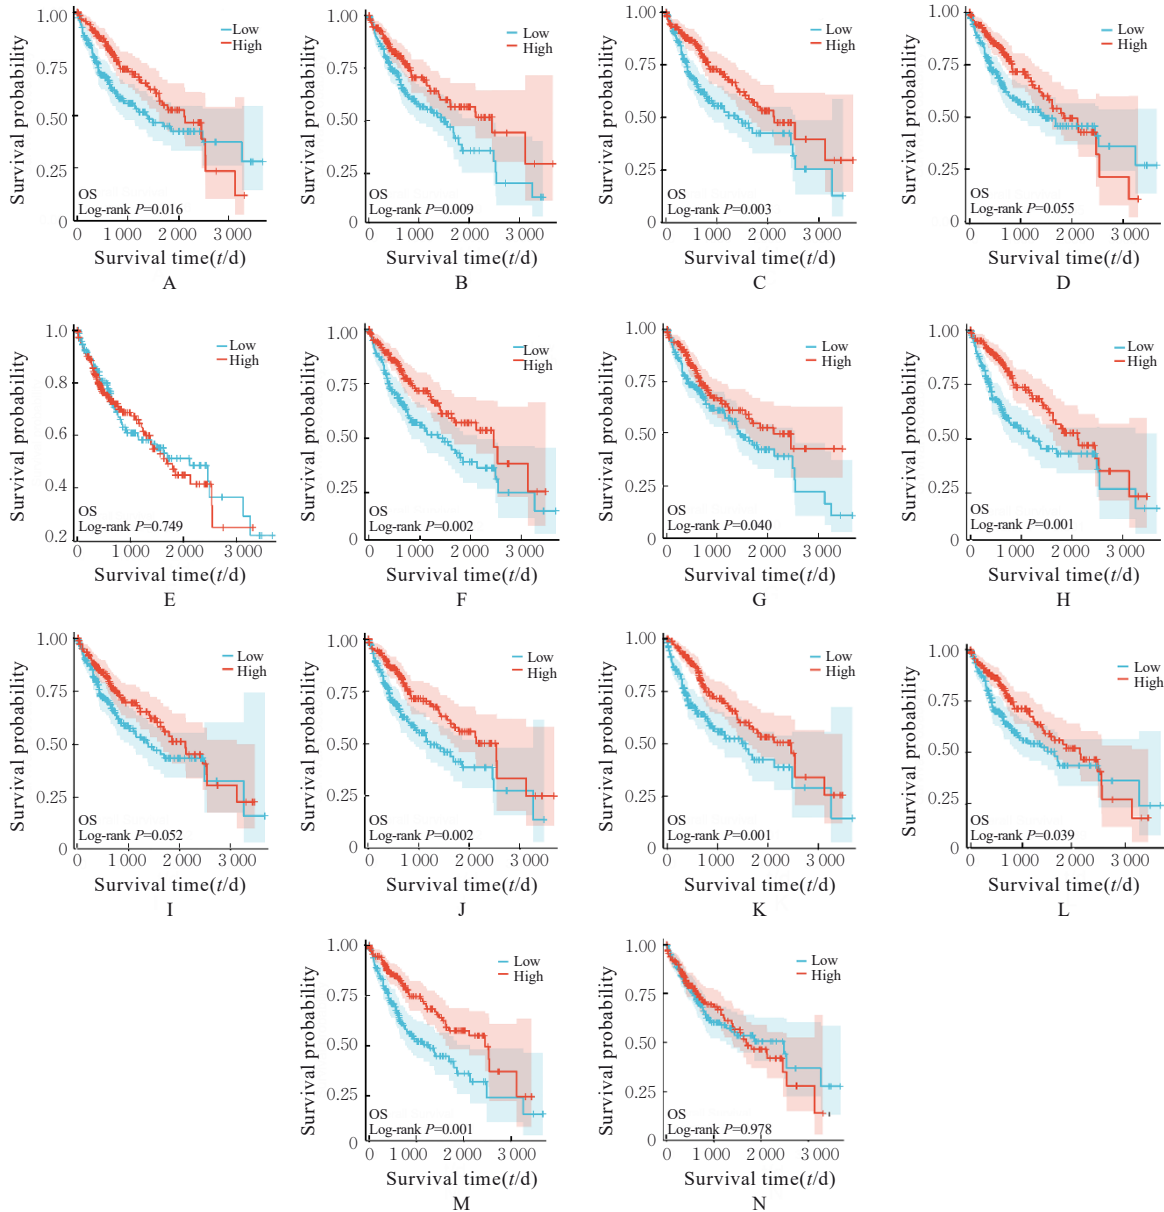 Survival probability
1.00
0.75
0.50
0.25
0
Low
High
OS
Log-rank P=0.016
0 1 000 2 000 3 000
Survival time(t/d)
A
Survival probability
1.00
0.75
0.50
0.25
0
Low
High
OS
Log-rank P=0.009
0 1 000 2 000 3 000
Survival time(t/d)
B
Survival probability
1.00
0.75
0.50
0.25
0
Low
High
OS
Log-rank P=0.003
0 1 000 2 000 3 000
Survival time(t/d)
C
Survival probability
1.00
0.75
0.50
0.25
0
Low
High
OS
Log-rank P=0.055
0 1 000 2 000 3 000
Survival time(t/d)
D
Survival probability
1.0
0.8
0.6
0.4
0.2
Low
High
OS
Log-rank P=0.749
0 1 000 2 000 3 000
Survival time(t/d)
E
Survival probability
1.00
0.75
0.50
0.25
0
Low
High
OS
Log-rank P=0.002
0 1 000 2 000 3 000
Survival time(t/d)
F
Survival probability
1.00
0.75
0.50
0.25
0
Low
High
OS
Log-rank P=0.040
0 1 000 2 000 3 000
Survival time(t/d)
G
Survival probability
1.00
0.75
0.50
0.25
0
Low
High
OS
Log-rank P=0.001
0 1 000 2 000 3 000
Survival time(t/d)
H
Survival probability
1.00
0.75
0.50
0.25
0
Low
High
OS
Log-rank P=0.052
0 1 000 2 000 3 000
Survival time(t/d)
I
Survival probability
1.00
0.75
0.50
0.25
0
Low
High
OS
Log-rank P=0.002
0 1 000 2 000 3 000
Survival time(t/d)
J
Survival probability
1.00
0.75
0.50
0.25
0
Low
High
OS
Log-rank P=0.001
0 1 000 2 000 3 000
Survival time(t/d)
K
Survival probability
1.00
0.75
0.50
0.25
0
Low
High
OS
Log-rank P=0.039
0 1 000 2 000 3 000
Survival time(t/d)
L
Survival probability
1.00
0.75
0.50
0.25
0
Low
High
OS
Log-rank P=0.001
0 1 000 2 000 3 000
Survival time(t/d)
M
Survival probability
1.00
0.75
0.50
0.25
0
Low
High
OS
Log-rank P=0.978
0 1 000 2 000 3 000
Survival time(t/d)
N